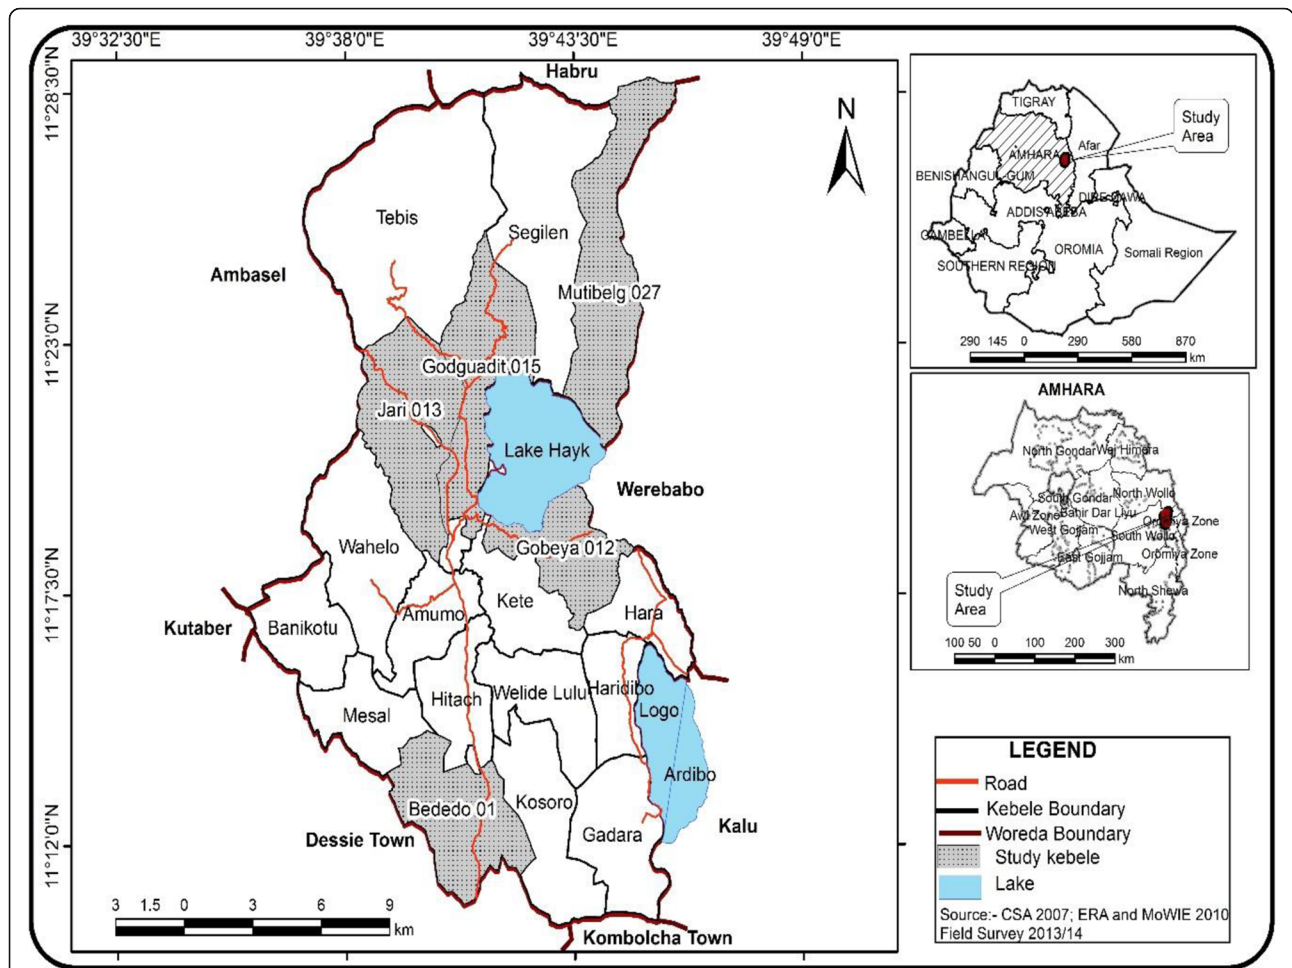 39°32'30"E 39°38'0"E 39°43'30"E 39°49'0"E
11°28'30"N
11°23'0"N
11°17'30"N
11°12'0"N
Habru
N
Tebis
Segilen
Ambasel
Mutibelg 027
Godguadit 015
Jari 013
Lake Hayk
Werebabo
Wahelo
Gobeya 012
Kutaber
Banikotu
Amumo
Kete
Hara
Mesal
Hitach
Welide Lulu
Haridibo
Logo
Ardibo
Bededo 01
Kosoro
Gadara
Kalu
Dessie Town
Kombolcha Town
3 1.5 0 3 6 9
km
TIGRAY
Study
Area
Afar
AMHARA
BENISHANGUL-GUM
DIRE DAWA
ADDIS ABEBA
GAMBELLA
OROMIA
Somali Region
SOUTHERN REGION
290 145 0 290 580 870
km
AMHARA
North Gondar
Waj Himera
South Gondar
North Wollo
Awi Zone
Bahir Dar Liyu
Oromiya Zone
West Gojjam
South Wollo
East Gojjam
Oromiya Zone
Study
Area
North Shewa
100 50 0 100 200 300
km
LEGEND
Road
Kebele Boundary
Woreda Boundary
Study kebele
Lake
Source:- CSA 2007; ERA and MoWIE 2010
Field Survey 2013/14